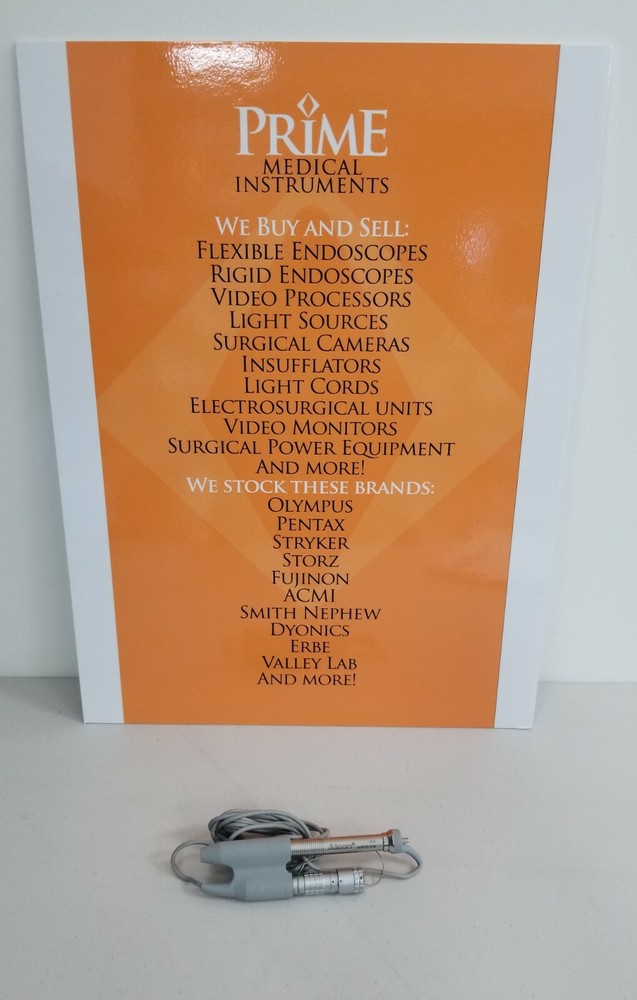 PRIME
MEDICAL
INSTRUMENTS
WE BUY AND SELL:
FLEXIBLE ENDOSCOPES
RIGID ENDOSCOPES
VIDEO PROCESSORS
LIGHT SOURCES
SURGICAL CAMERAS
INSUFFLATORS
LIGHT CORDS
ELECTROSURGICAL UNITS
VIDEO MONITORS
SURGICAL POWER EQUIPMENT
AND MORE!
WE STOCK THESE BRANDS:
OLYMPUS
PENTAX
STRYKER
STORZ
FUJINON
ACMI
SMITH NEPHEW
DYONICS
ERBE
VALLEY LAB
AND MORE!
Alcon